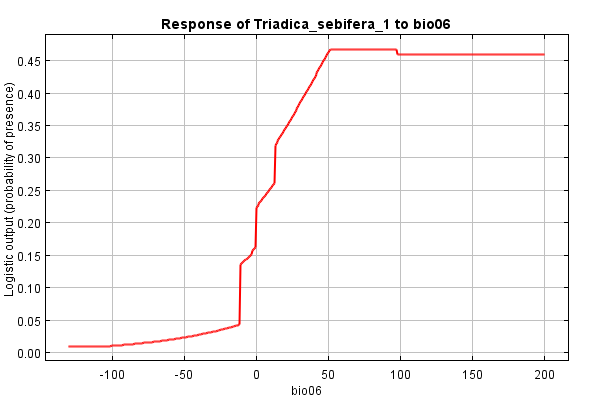 Response of Triadica_sebifera_1 to bio06
Logistic output (probability of presence)
0.45
0.40
0.35
0.30
0.25
0.20
0.15
0.10
0.05
0.00
-100 -50 0 50 100 150 200
bio06